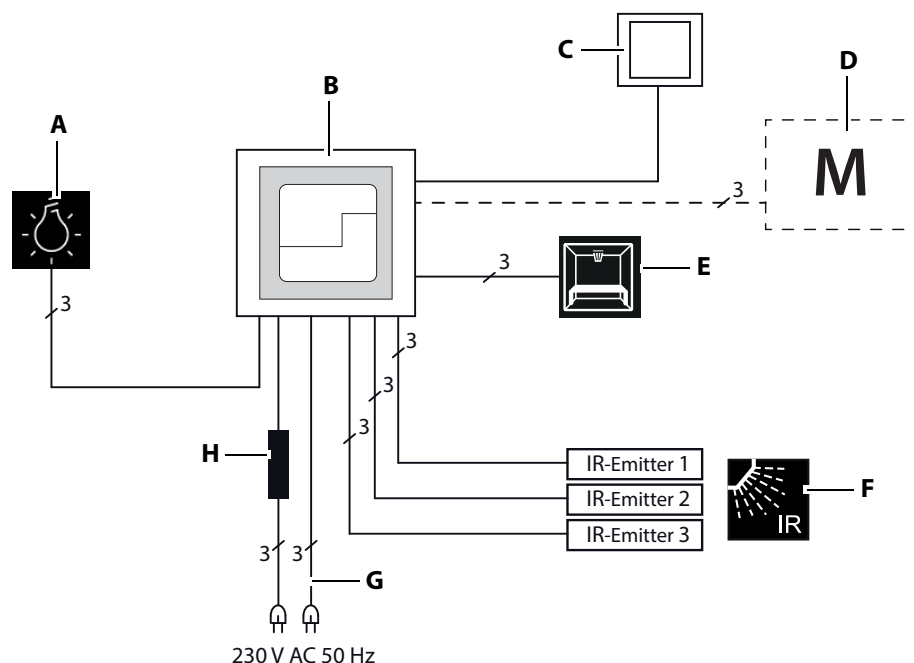 C
D
B
A
M
3
3
E
3
3
3
3
H
IR-Emitter 1
IR-Emitter 2
IR-Emitter 3
F
IR
3
3
G
230 V AC 50 Hz